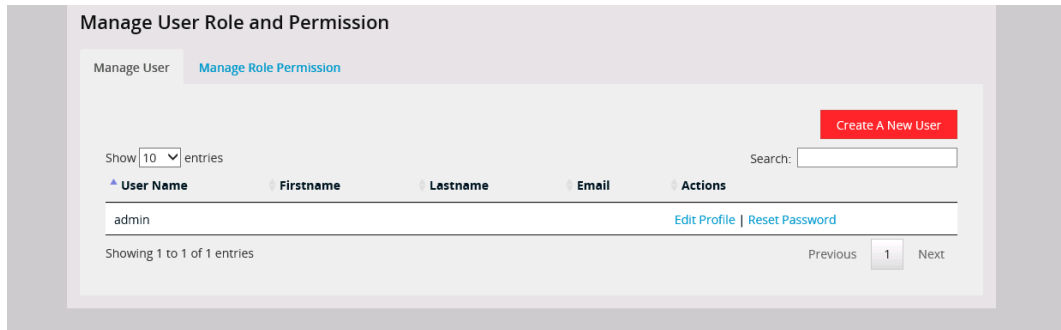 Manage User Role and Permission
Manage User Manage Role Permission
Create A New User
Show 10 entries Search:
User Name Firstname Lastname Email Actions
admin Edit Profile | Reset Password
Showing 1 to 1 of 1 entries Previous 1 Next